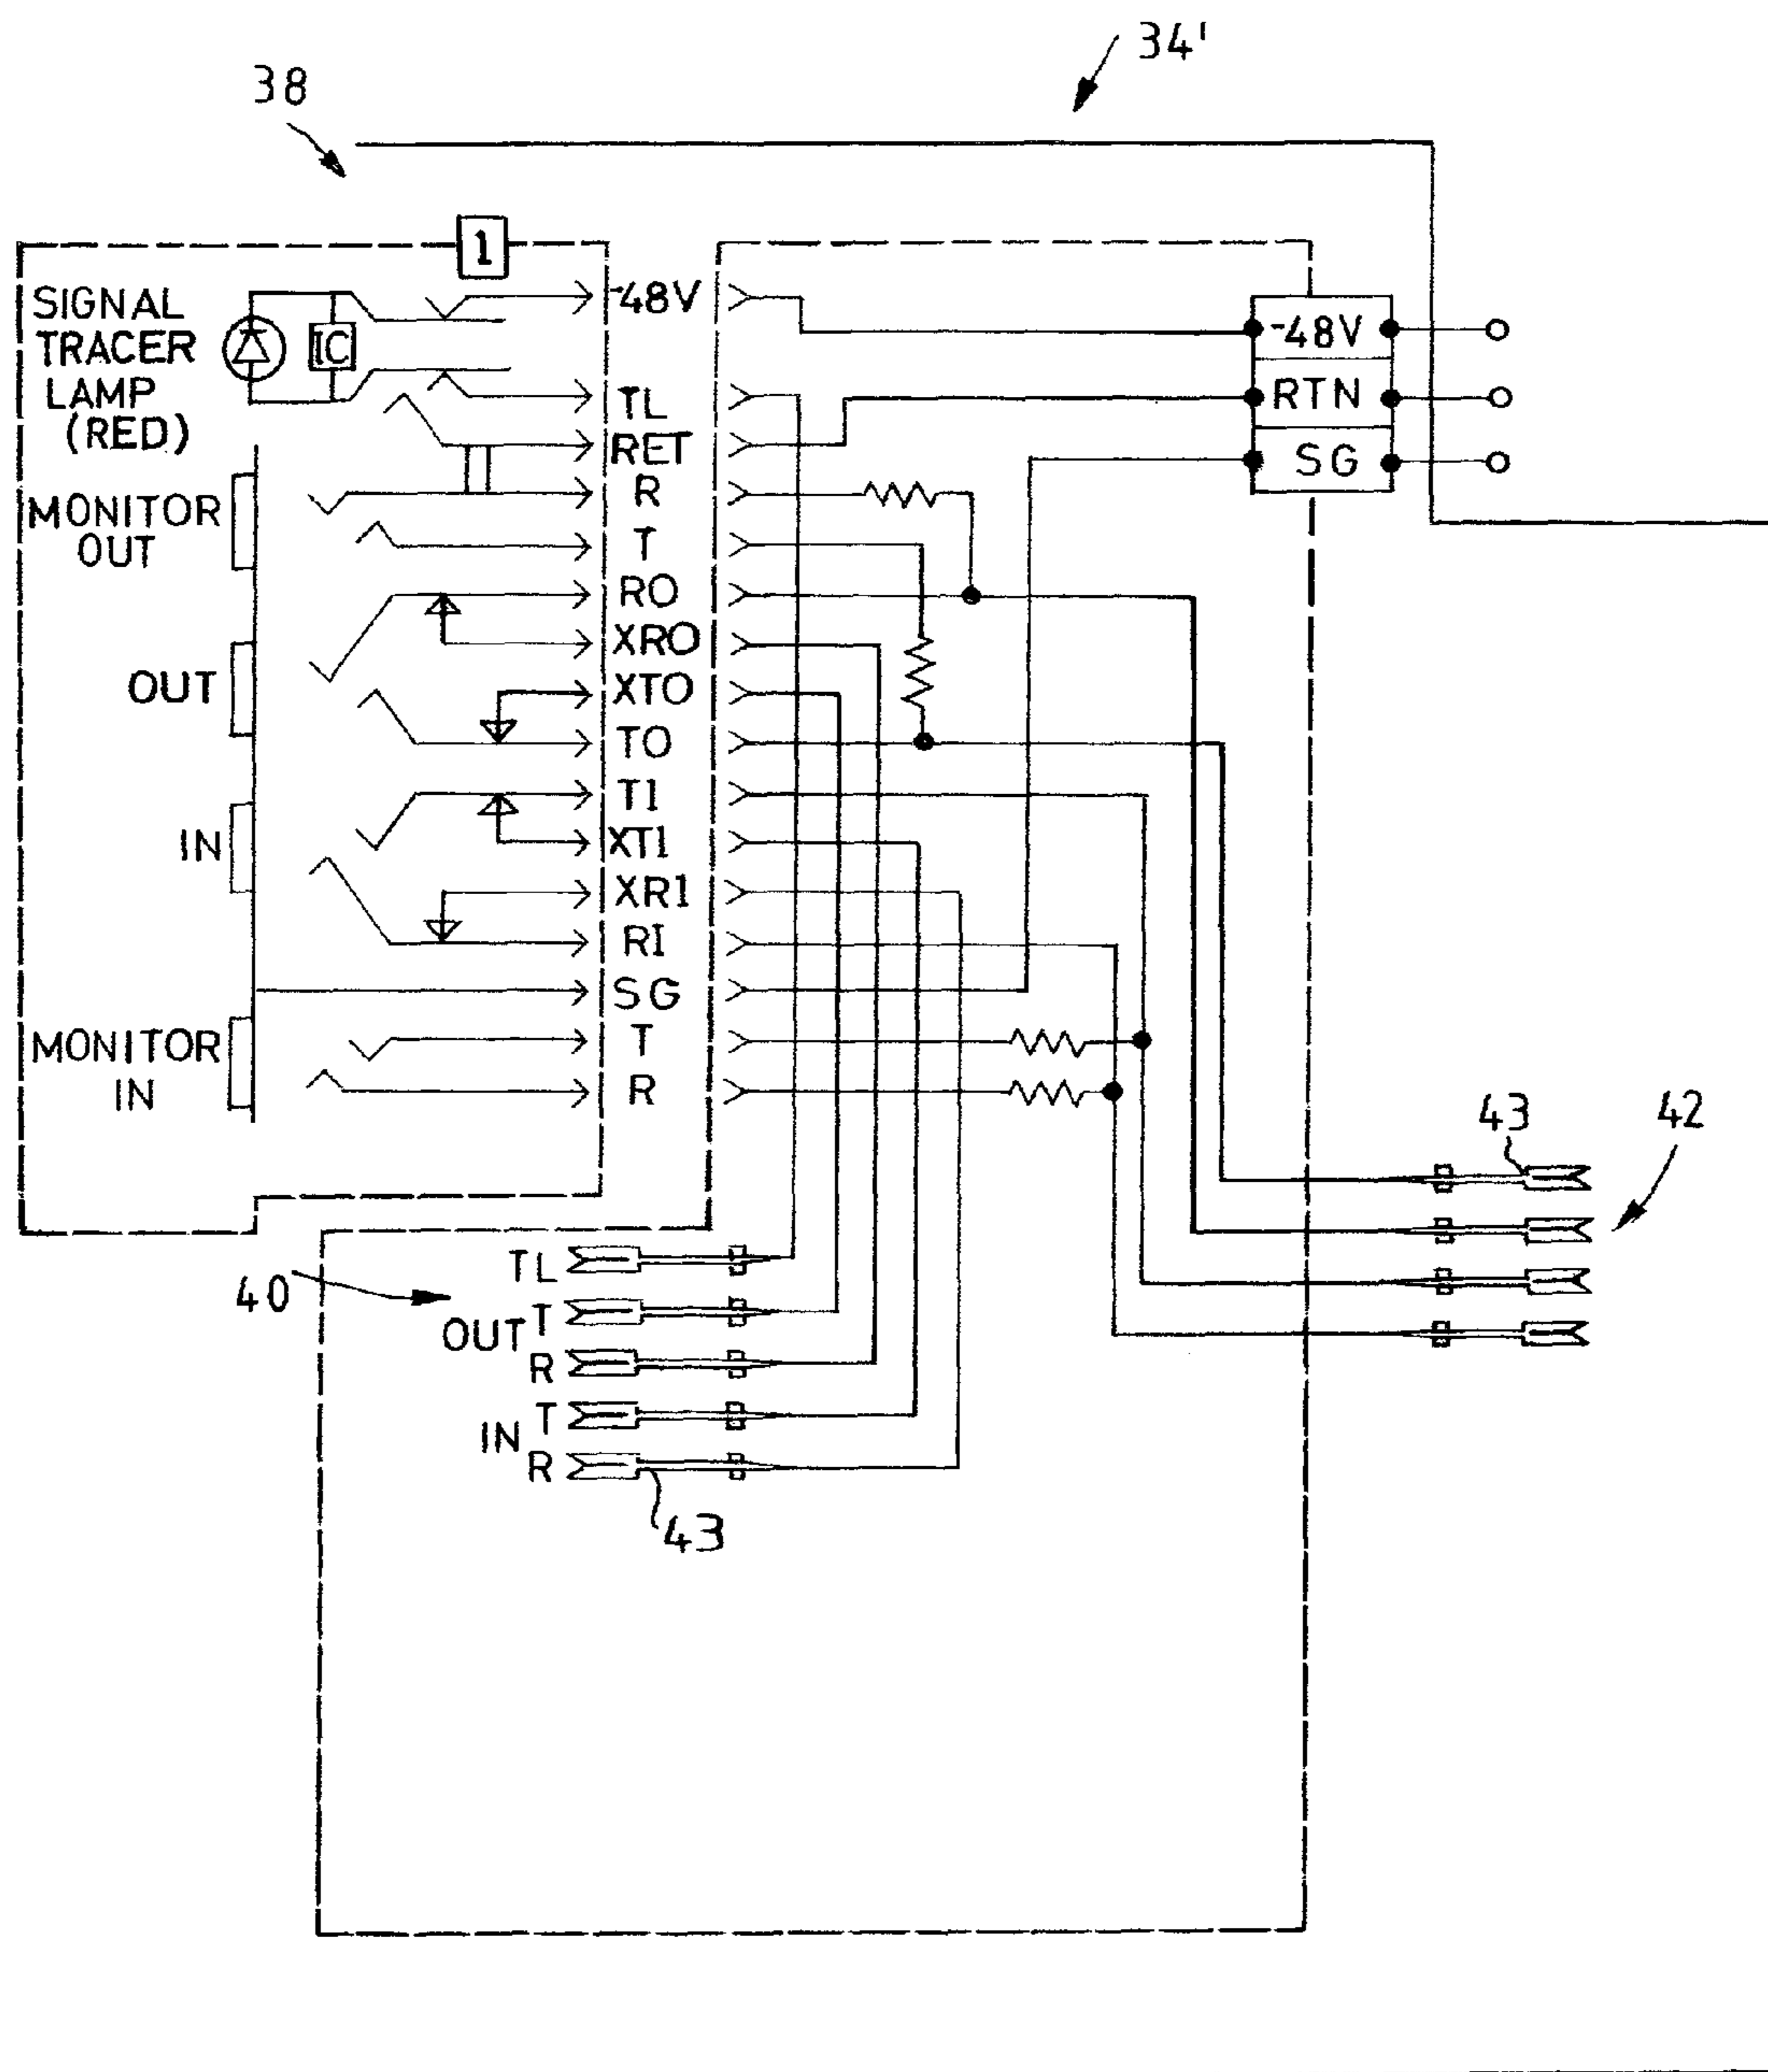 34'
38
1
SIGNAL
TRACER
LAMP
(RED)
IC
-48V
TL
RET
MONITOR
OUT
R
T
RO
XRO
OUT
XTO
TO
T1
IN
XT1
XR1
RI
SG
MONITOR
IN
T
R
-48V
RTN
SG
43
42
40
TL
OUT
T
R
IN
T
R
43